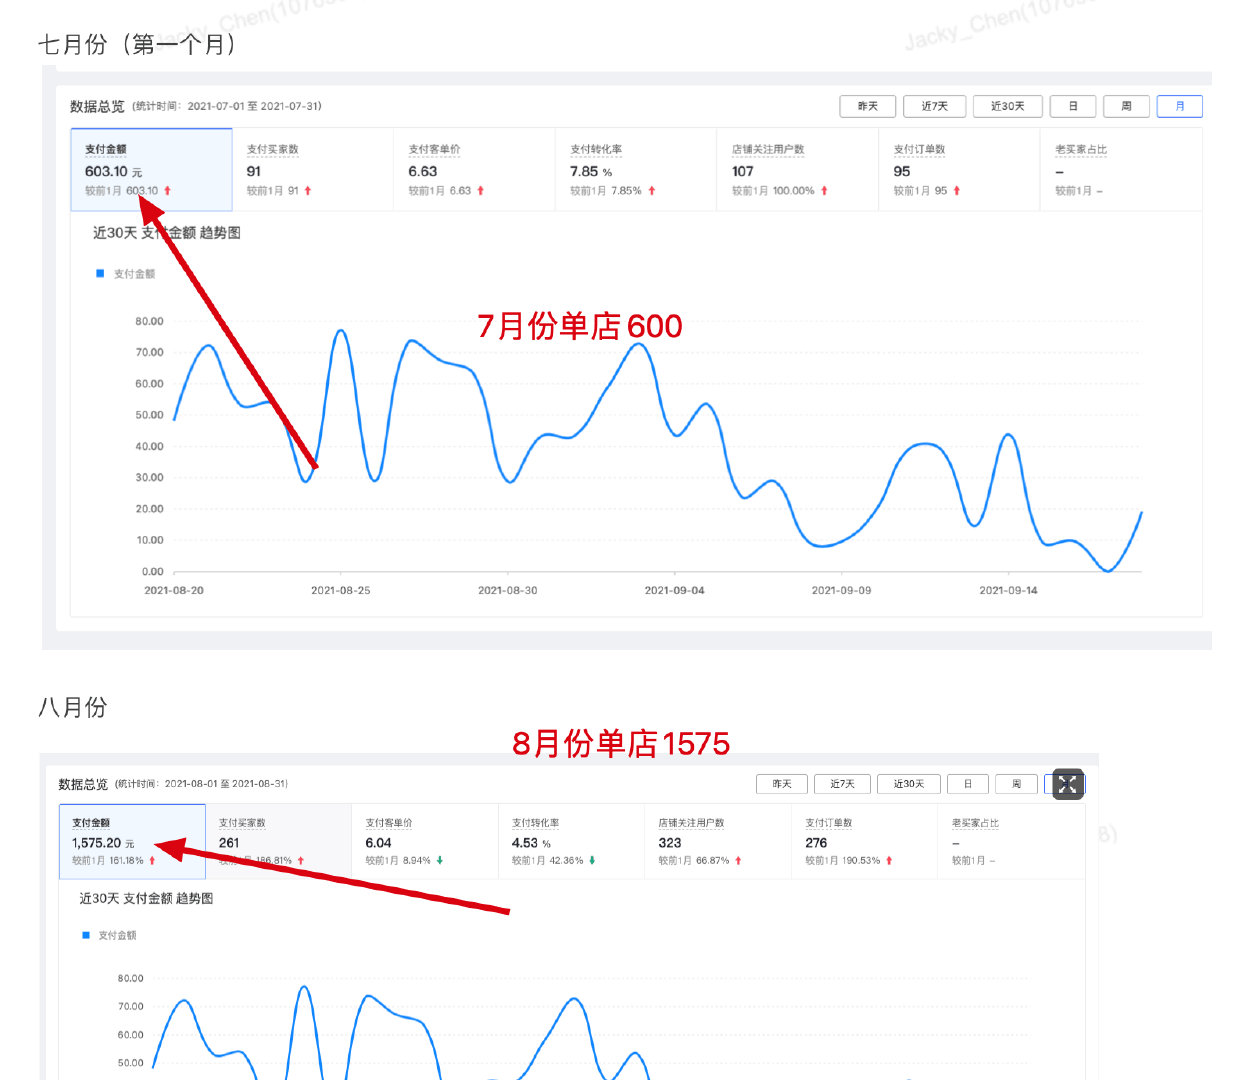 Jacky_Chen(1076
Jacky_Chen(1076
七月份（第一个月）
数据总览 (统计时间：2021-07-01 至 2021-07-31)
昨天 近7天 近30天 日 周 月
支付金额 支付买家数 支付客单价 支付转化率 店铺关注用户数 支付订单数 老买家占比
603.10 元 91 6.63 7.85 % 107 95 –
较前1月 603.10 较前1月 91 较前1月 6.63 较前1月 7.85% 较前1月 100.00% 较前1月 95 较前1月 –
近30天 支付金额 趋势图
支付金额
7月份单店600
80.00
70.00
60.00
50.00
40.00
30.00
20.00
10.00
0.00
2021-08-20 2021-08-25 2021-08-30 2021-09-04 2021-09-09 2021-09-14
八月份
8月份单店1575
数据总览 (统计时间：2021-08-01 至 2021-08-31)
昨天 近7天 近30天 日 周
支付金额 支付买家数 支付客单价 支付转化率 店铺关注用户数 支付订单数 老买家占比
1,575.20 元 261 6.04 4.53 % 323 276 –
较前1月 161.18% 较前1月 186.81% 较前1月 8.94% 较前1月 42.36% 较前1月 66.87% 较前1月 190.53% 较前1月 –
8)
近30天 支付金额 趋势图
支付金额
80.00
70.00
60.00
50.00